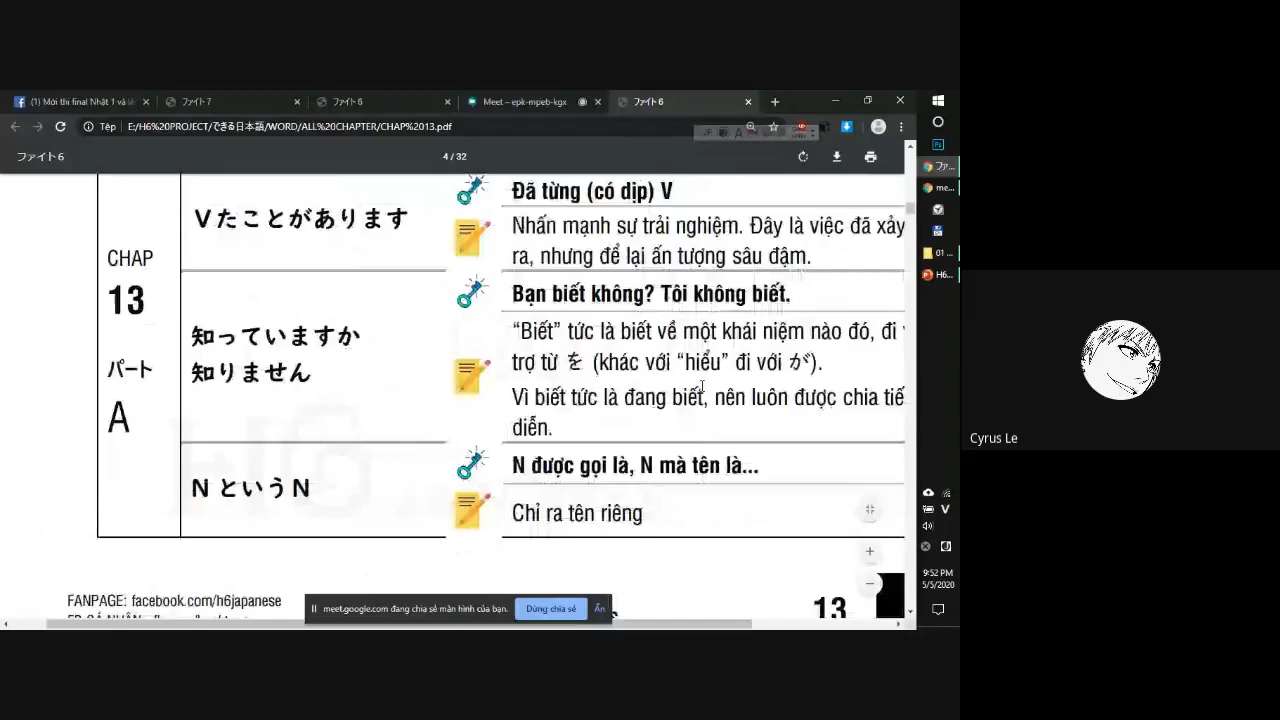 (1) Mới thi final Nhật 1 và lê
ファイト7
ファイト6
Meet – epk-mpeb-kgx
ファイト6
Tệp
E:/H6%20PROJECT/できる日本語/WORD/ALL%20CHAPTER/CHAP%2013.pdf
ファイト6
4 / 32
CHAP
13
パート
A
Vたことがあります
Đã từng (có dịp) V
Nhấn mạnh sự trải nghiệm. Đây là việc đã xảy
ra, nhưng để lại ấn tượng sâu đậm.
知っていますか
知りません
Bạn biết không? Tôi không biết.
“Biết” tức là biết về một khái niệm nào đó, đi
trợ từ を (khác với “hiểu” đi với が).
Vì biết tức là đang biết, nên luôn được chia tiế
diễn.
N というN
N được gọi là, N mà tên là...
Chỉ ra tên riêng
FANPAGE: facebook.com/h6japanese
13
meet.google.com đang chia sẻ màn hình của bạn.
Dừng chia sẻ
Ẩn
ファ...
me...
01 ...
H6...
9:52 PM
5/5/2020
Cyrus Le